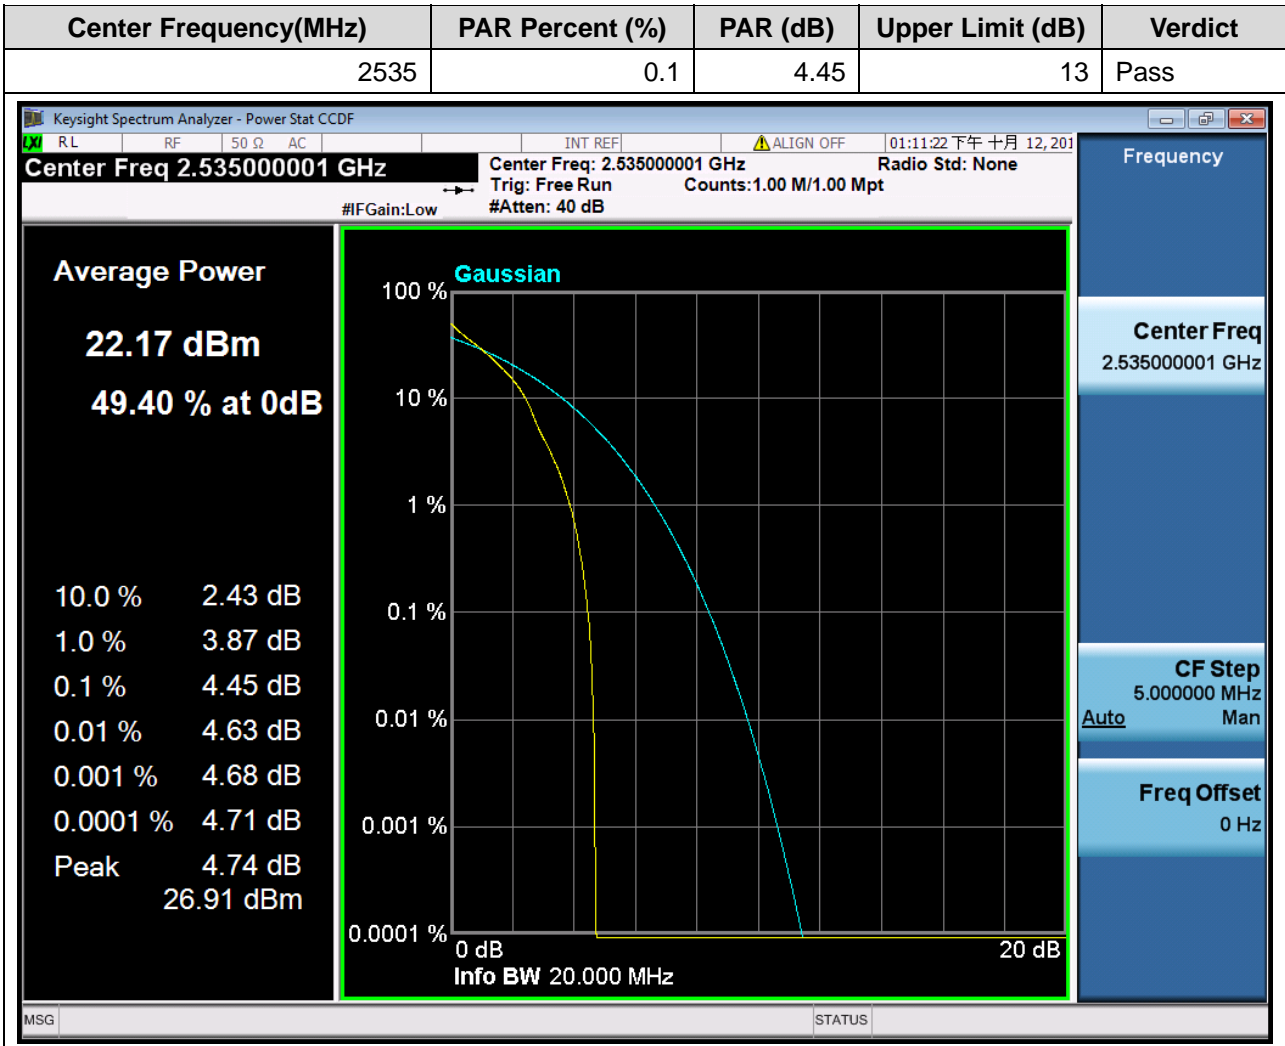 Center Frequency(MHz) PAR Percent (%) PAR (dB) Upper Limit (dB) Verdict
2535 0.1 4.45 13 Pass
Keysight Spectrum Analyzer - Power Stat CCDF
LXI RL RF 50 Ω AC INT REF ALIGN OFF 01:11:22 下午 十月 12, 201
Center Freq 2.535000001 GHz
#IFGain:Low
Center Freq: 2.535000001 GHz
Trig: Free Run Counts:1.00 M/1.00 Mpt
#Atten: 40 dB
Radio Std: None
Average Power
22.17 dBm
49.40 % at 0dB
10.0 % 2.43 dB
1.0 % 3.87 dB
0.1 % 4.45 dB
0.01 % 4.63 dB
0.001 % 4.68 dB
0.0001 % 4.71 dB
Peak 4.74 dB
26.91 dBm
Gaussian
100 %
10 %
1 %
0.1 %
0.01 %
0.001 %
0.0001 %
0 dB 20 dB
Info BW 20.000 MHz
Frequency
Center Freq
2.535000001 GHz
CF Step
5.000000 MHz
Auto Man
Freq Offset
0 Hz
MSG STATUS